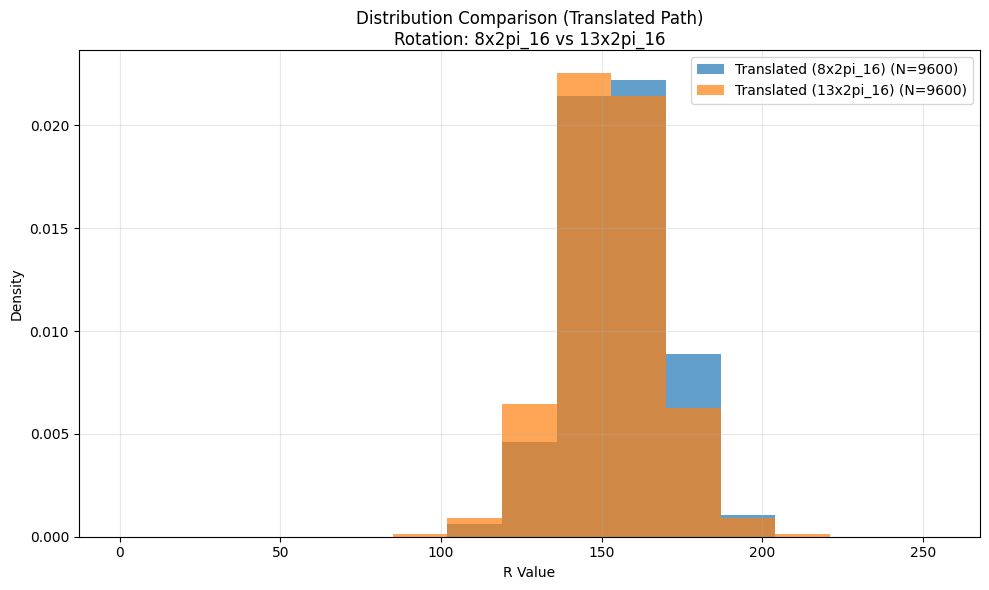 Distribution Comparison (Translated Path)
Rotation: 8x2pi_16 vs 13x2pi_16
Translated (8x2pi_16) (N=9600)
Translated (13x2pi_16) (N=9600)
Density
0.020
0.015
0.010
0.005
0.000
0 50 100 150 200 250
R Value